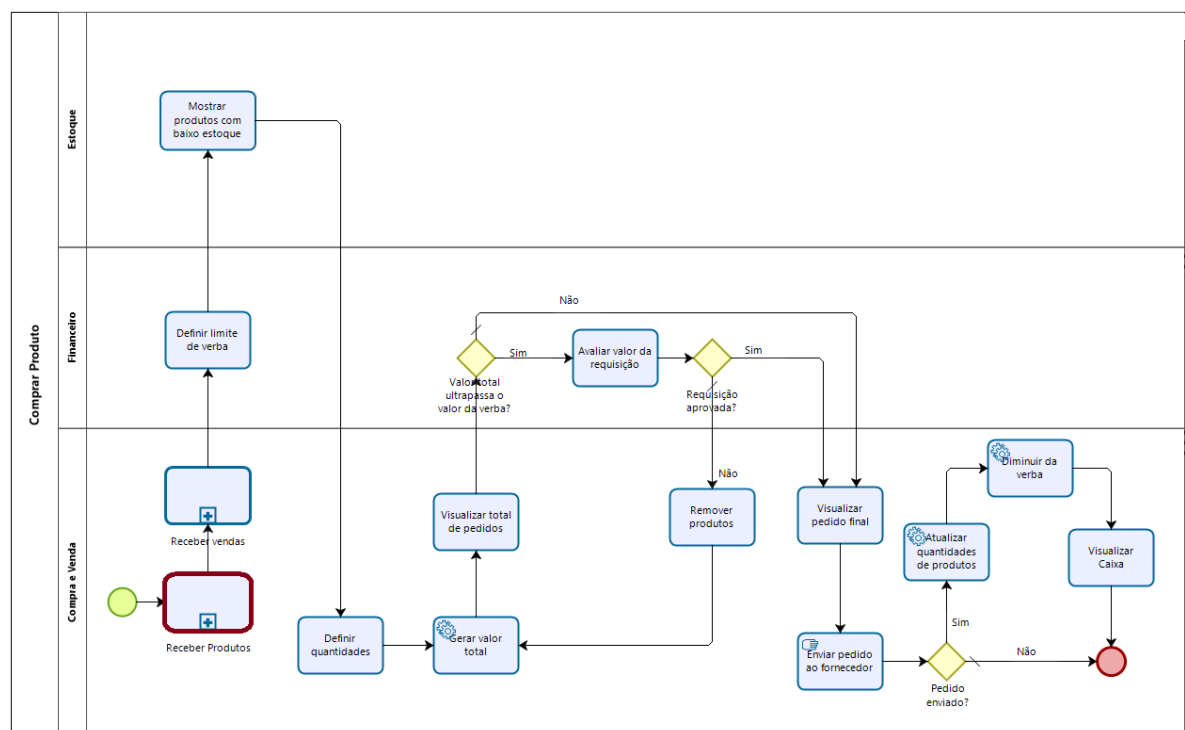 Comprar Produto
Estoque
Mostrar
produtos com
baixo estoque
Financeiro
Definir limite
de verba
Não
Valor total
ultrapassa o
valor da verba?
Sim
Avaliar valor da
requisição
Requisição
aprovada?
Sim
Compra e Venda
Receber vendas
Receber Produtos
Definir
quantidades
Gerar valor
total
Visualizar total
de pedidos
Não
Remover
produtos
Visualizar
pedido final
Enviar pedido
ao fornecedor
Pedido
enviado?
Sim
Não
Atualizar
quantidades
de produtos
Diminuir da
verba
Visualizar
Caixa